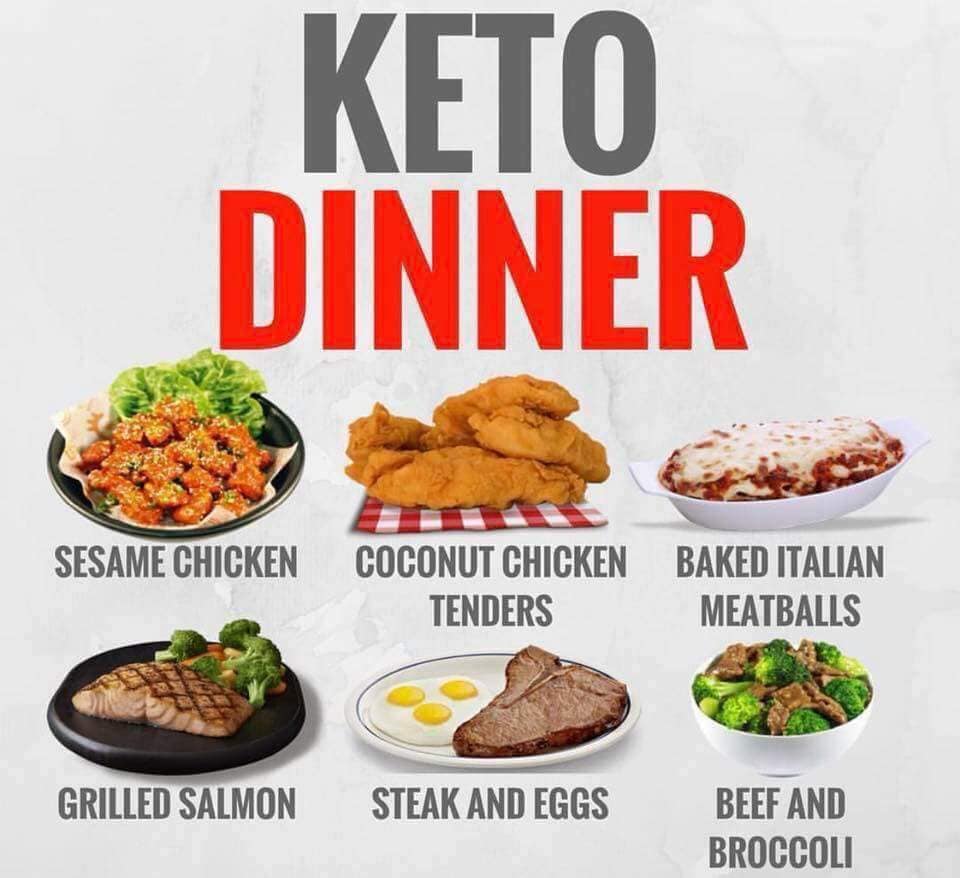 KETO
DINNER
SESAME CHICKEN
COCONUT CHICKEN
TENDERS
BAKED ITALIAN
MEATBALLS
GRILLED SALMON
STEAK AND EGGS
BEEF AND
BROCCOLI